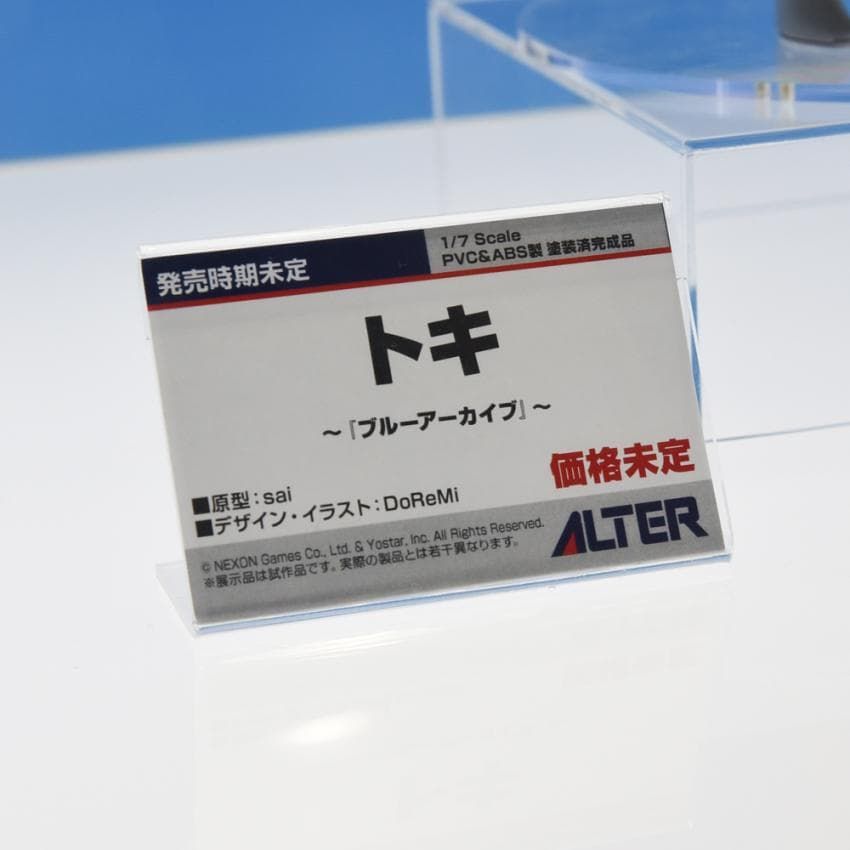 発売時期未定
1/7 Scale
PVC&ABS製 塗装済完成品
トキ
～『ブルーアーカイブ』～
価格未定
■原型：sai
■デザイン・イラスト：DoReMi
© NEXON Games Co., Ltd. & Yostar, Inc. All Rights Reserved.
※展示品は試作品です。実際の製品とは若干異なります。
ALTER